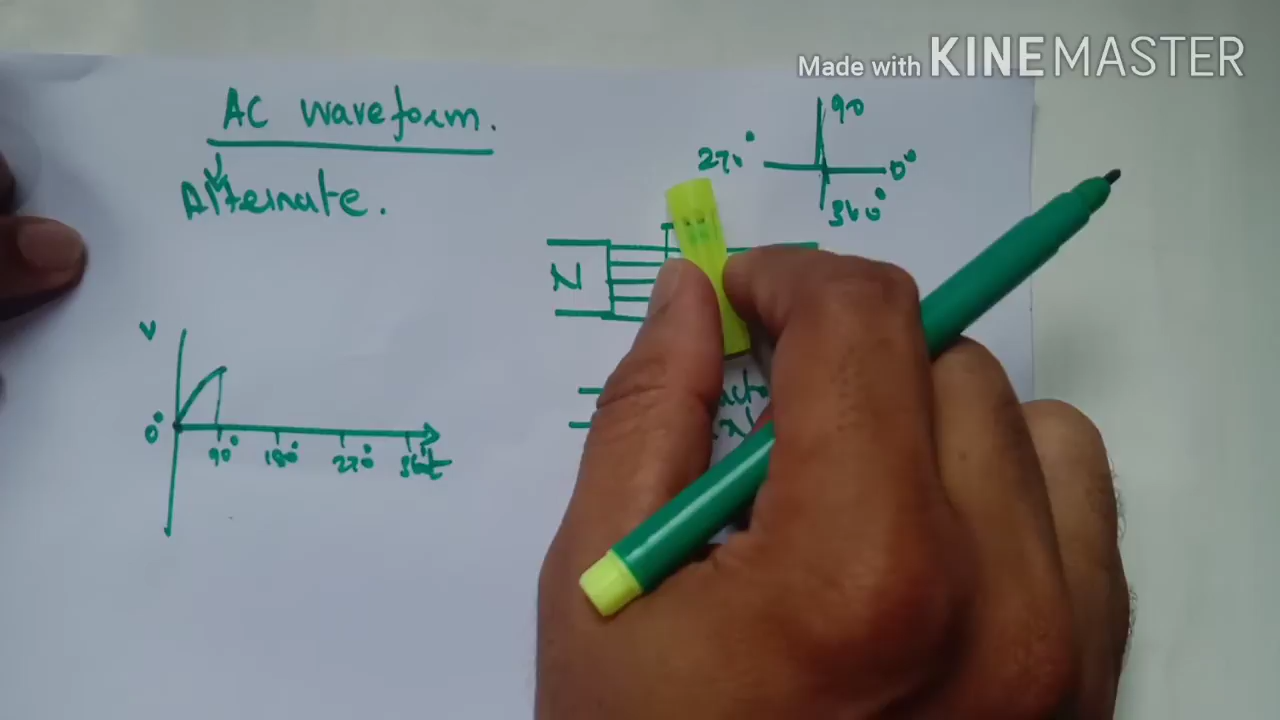 Made with KINEMASTER
AC waveform.
Alternate.
90
270°
0°
360°
N
V
0°
90° 180° 270° 360° t